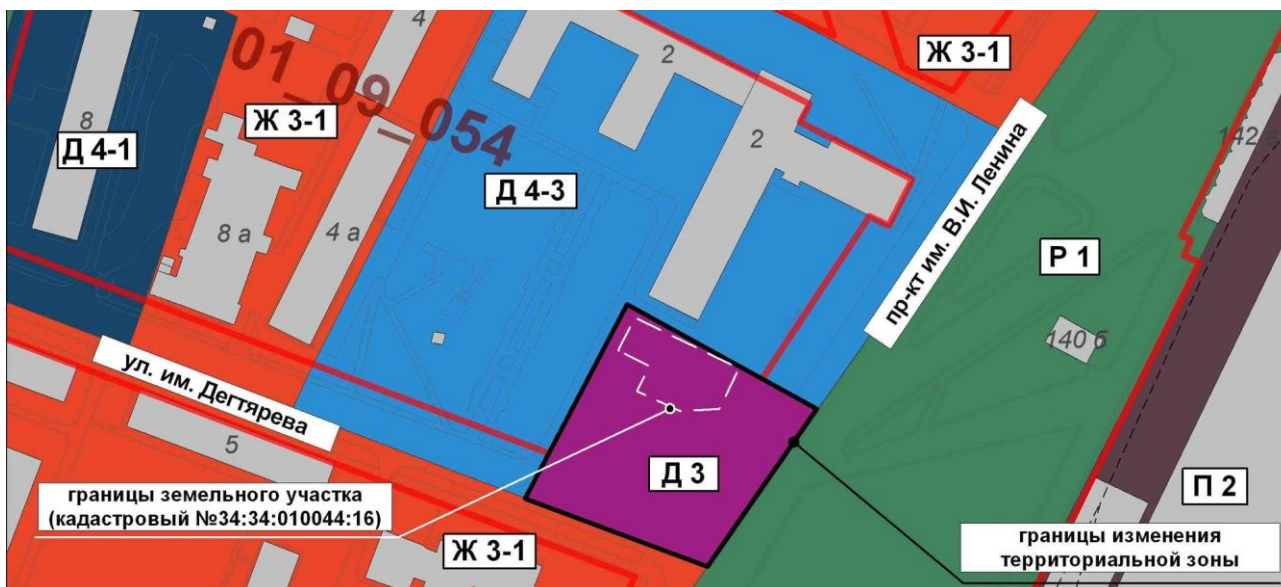 4
2
Ж 3-1
01_09_054
Ж 3-1
8
Д 4-1
2
142
Д 4-3
пр-кт им. В.И. Ленина
8 а
4 а
Р 1
140 б
ул. им. Дегтярева
5
Д 3
П 2
границы земельного участка
(кадастровый №34:34:010044:16)
Ж 3-1
границы изменения
территориальной зоны